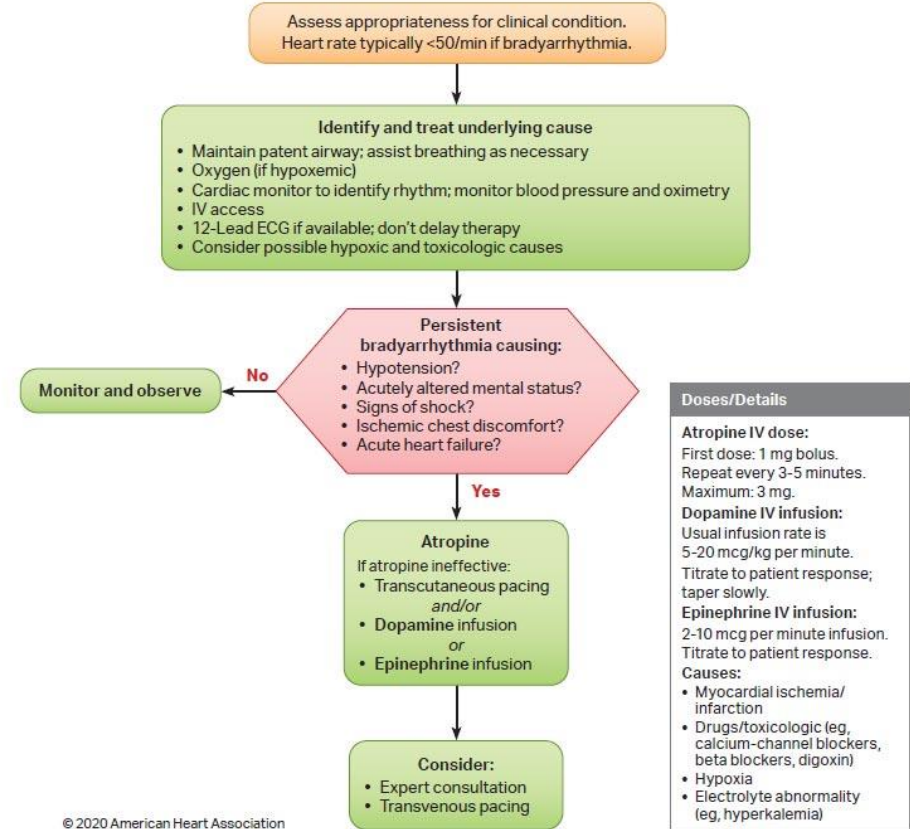 Assess appropriateness for clinical condition.
Heart rate typically <50/min if bradyarrhythmia.
Identify and treat underlying cause
• Maintain patent airway; assist breathing as necessary
• Oxygen (if hypoxemic)
• Cardiac monitor to identify rhythm; monitor blood pressure and oximetry
• IV access
• 12-Lead ECG if available; don't delay therapy
• Consider possible hypoxic and toxicologic causes
Persistent
bradyarrhythmia causing:
• Hypotension?
• Acutely altered mental status?
• Signs of shock?
• Ischemic chest discomfort?
• Acute heart failure?
No
Monitor and observe
Yes
Atropine
If atropine ineffective:
• Transcutaneous pacing
and/or
• Dopamine infusion
or
• Epinephrine infusion
Consider:
• Expert consultation
• Transvenous pacing
Doses/Details
Atropine IV dose:
First dose: 1 mg bolus.
Repeat every 3-5 minutes.
Maximum: 3 mg.
Dopamine IV infusion:
Usual infusion rate is
5-20 mcg/kg per minute.
Titrate to patient response;
taper slowly.
Epinephrine IV infusion:
2-10 mcg per minute infusion.
Titrate to patient response.
Causes:
• Myocardial ischemia/
infarction
• Drugs/toxicologic (eg,
calcium-channel blockers,
beta blockers, digoxin)
• Hypoxia
• Electrolyte abnormality
(eg, hyperkalemia)
© 2020 American Heart Association